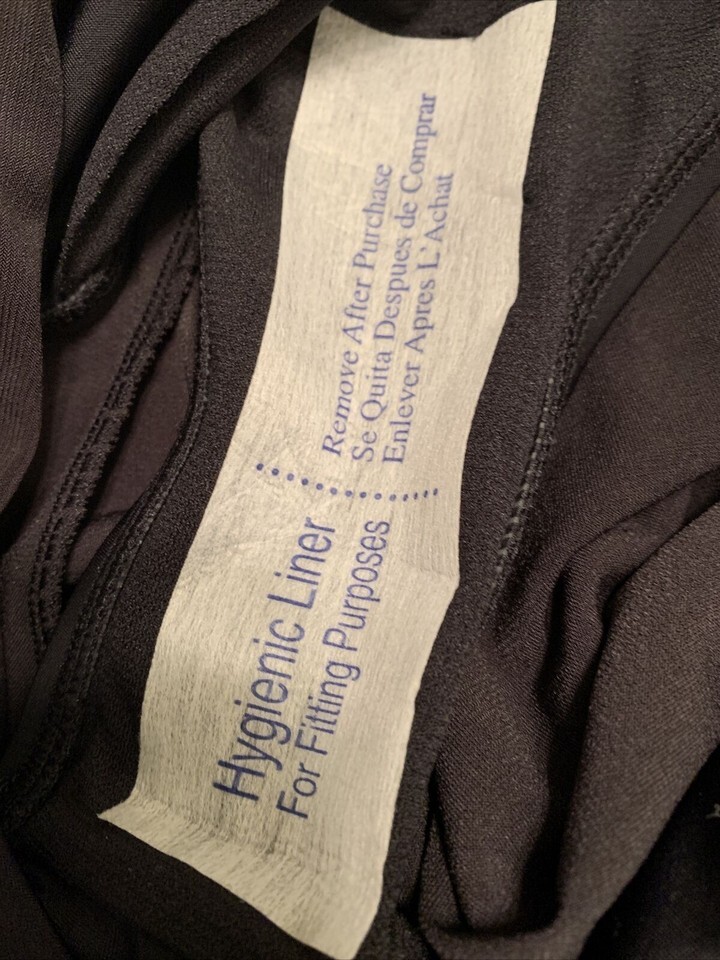 Hygienic Liner
For Fitting Purposes
Remove After Purchase
Se Quita Despues de Comprar
Enlever Apres L'Achat